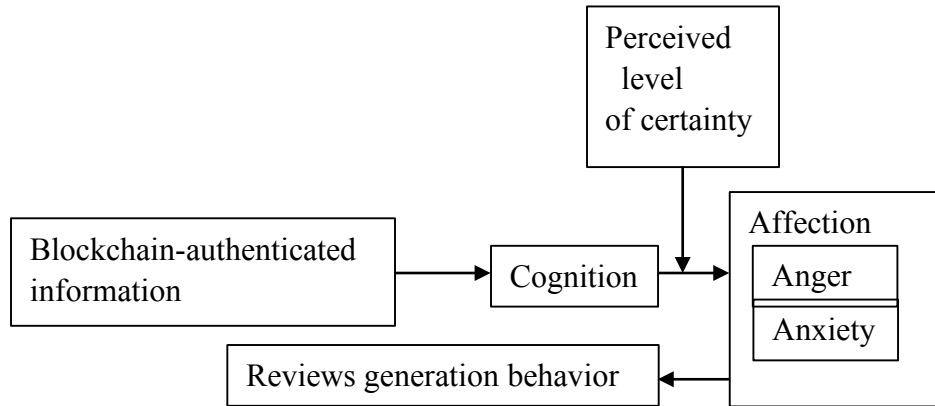 Perceived
level
of certainty
Blockchain-authenticated
information
Cognition
Affection
Anger
Anxiety
Reviews generation behavior